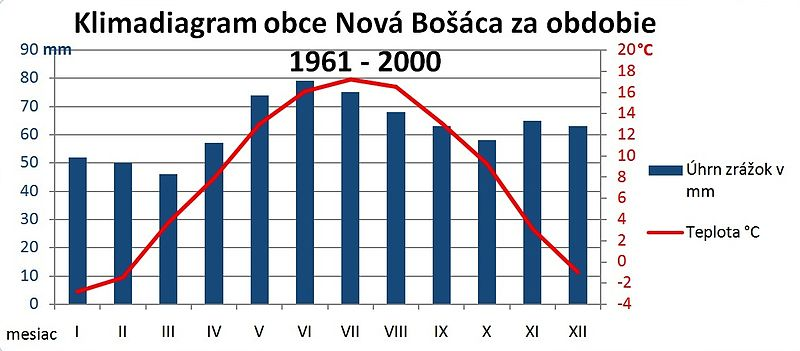 Klimadiagram obce Nová Bošáca za obdobie
1961 - 2000
90 mm
80
70
60
50
40
30
20
10
0
20°C
18
16
14
12
10
8
6
4
2
0
-2
-4
mesiac I II III IV V VI VII VIII IX X XI XII
Úhrn zrážok v
mm
Teplota °C